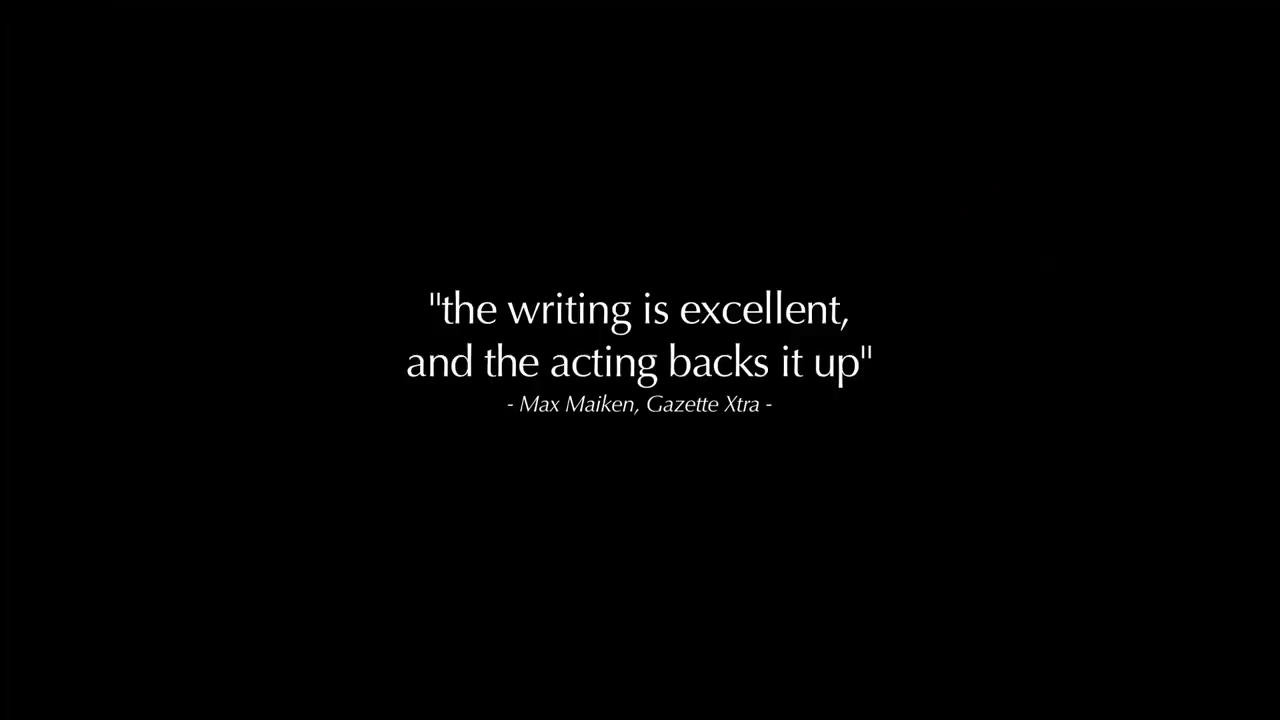 "the writing is excellent,
and the acting backs it up"
- Max Maiken, Gazette Xtra -